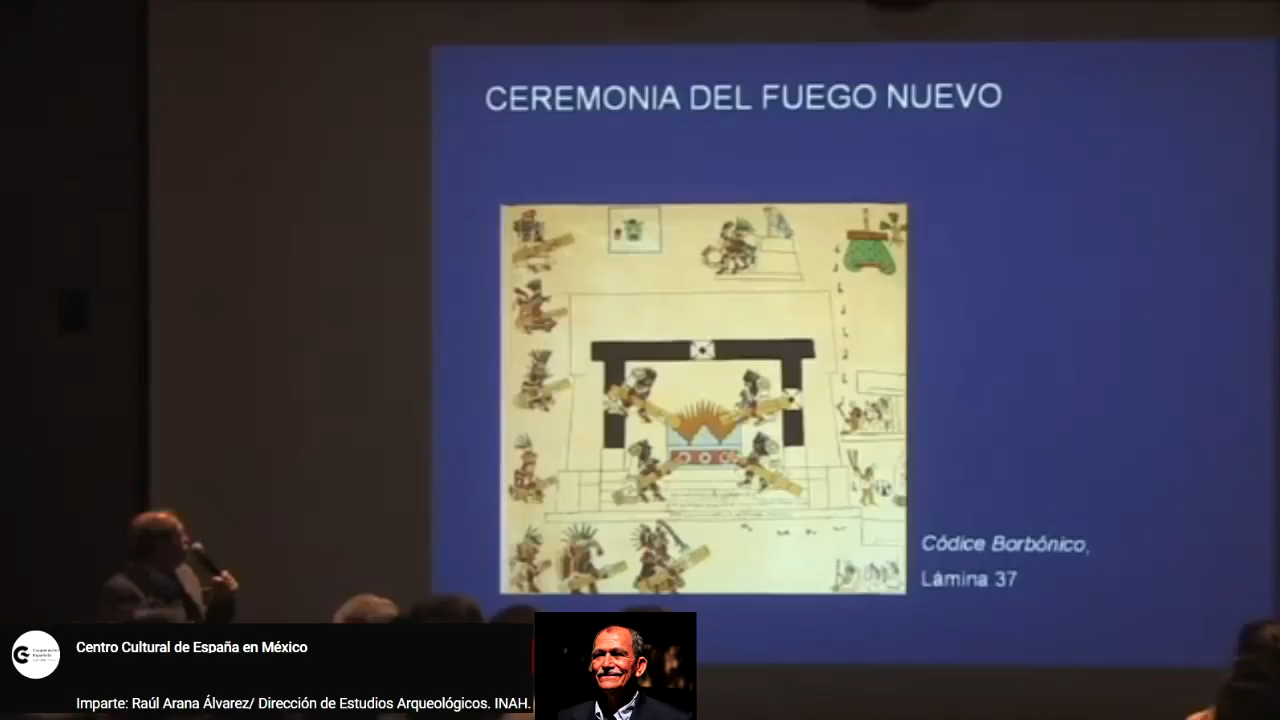 CEREMONIA DEL FUEGO NUEVO
Códice Borbónico,
Lámina 37
Centro Cultural de España en México
Imparte: Raúl Arana Álvarez/ Dirección de Estudios Arqueológicos. INAH.